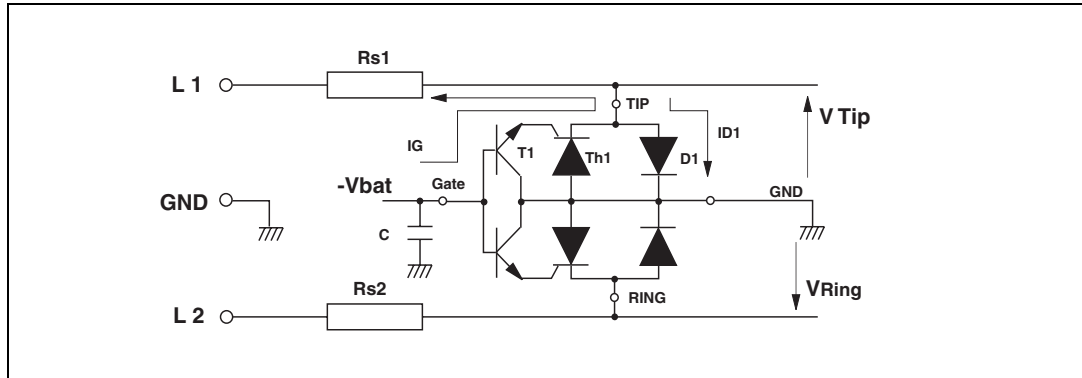 Rs1
L 1
TIP
V Tip
ID1
IG
T1
Th1
D1
-Vbat
Gate
GND
GND
C
Rs2
RING
VRing
L 2